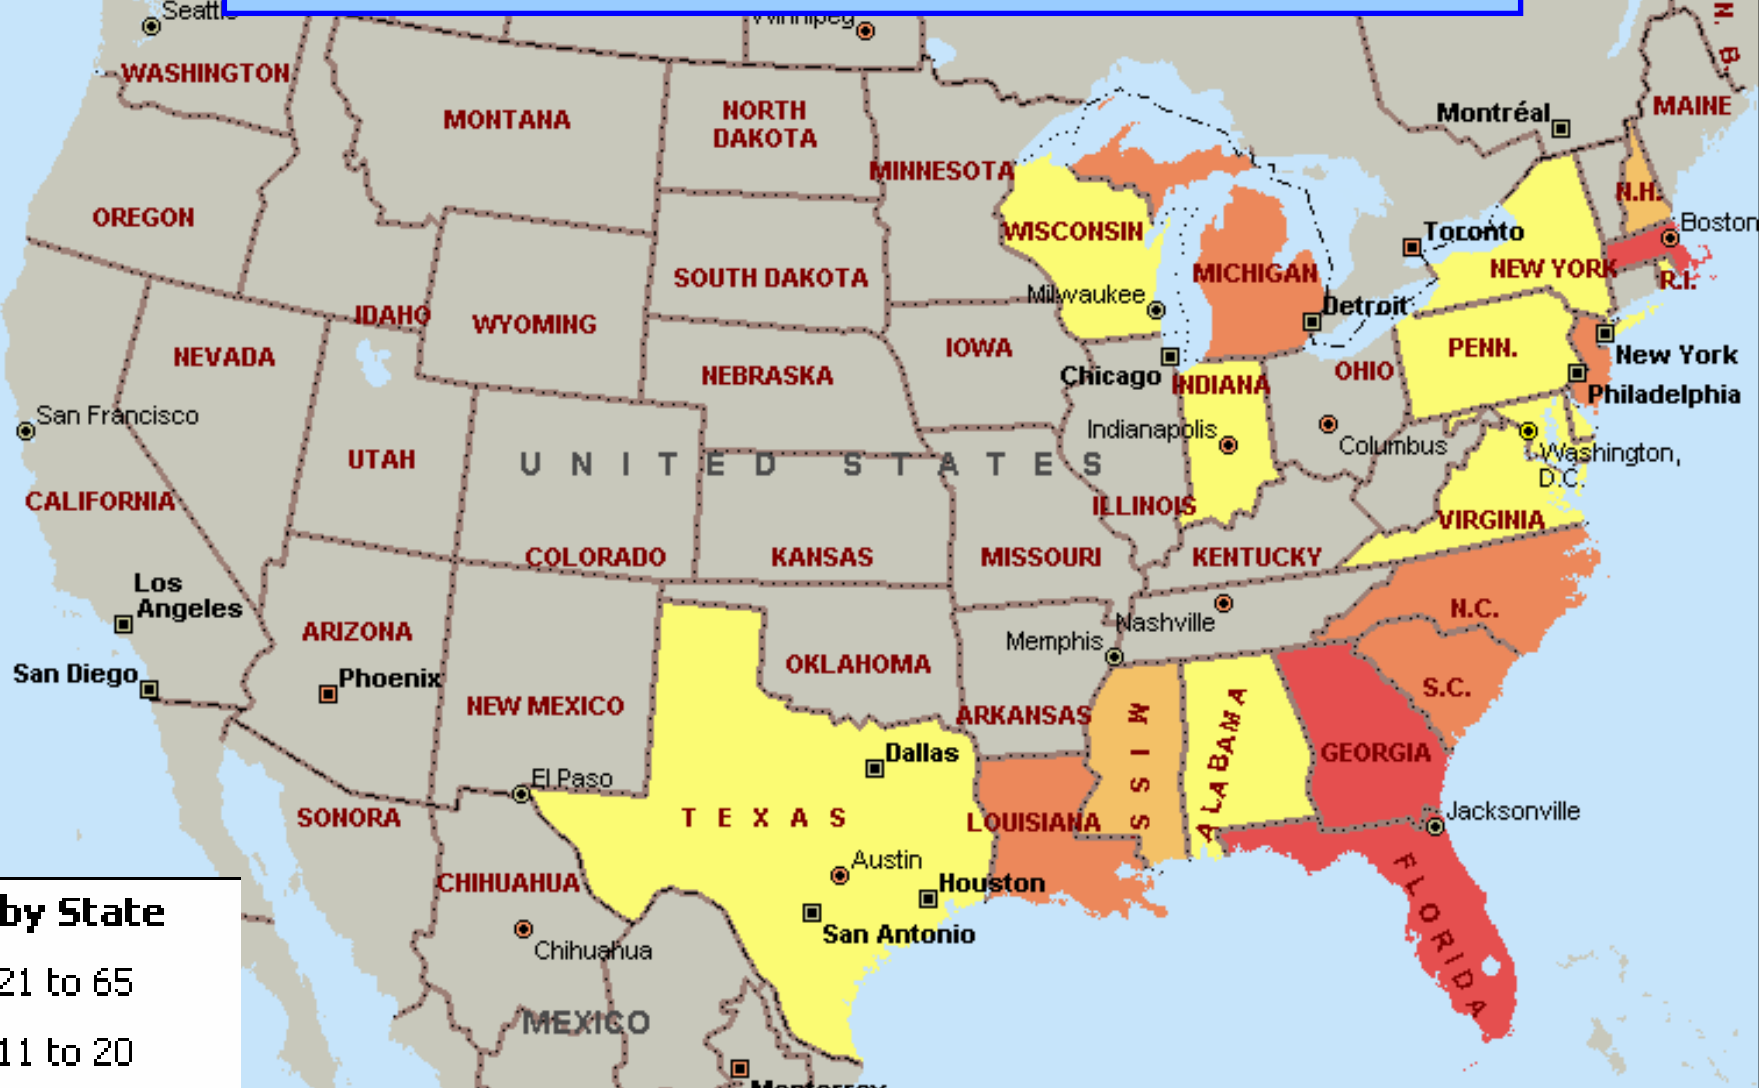 Seattle
Winnipeg
N. B.
WASHINGTON
MONTANA
NORTH
DAKOTA
MINNESOTA
Montréal
MAINE
OREGON
N.H.
Boston
WISCONSIN
Toronto
NEW YORK
R.I.
SOUTH DAKOTA
MICHIGAN
Milwaukee
Detroit
IDAHO
WYOMING
IOWA
PENN.
New York
NEVADA
NEBRASKA
Chicago
INDIANA
OHIO
Philadelphia
San Francisco
Indianapolis
Columbus
Washington,
D.C.
UTAH
UNITED STATES
CALIFORNIA
ILLINOIS
VIRGINIA
COLORADO
KANSAS
MISSOURI
KENTUCKY
Los
Angeles
ARIZONA
Nashville
N.C.
Memphis
San Diego
Phoenix
OKLAHOMA
NEW MEXICO
ARKANSAS
MISS
ALABAMA
S.C.
GEORGIA
Dallas
El Paso
SONORA
TEXAS
LOUISIANA
Jacksonville
Austin
CHIHUAHUA
Houston
FLORIDA
San Antonio
Chihuahua
MEXICO
Monterrey
by State
21 to 65
11 to 20